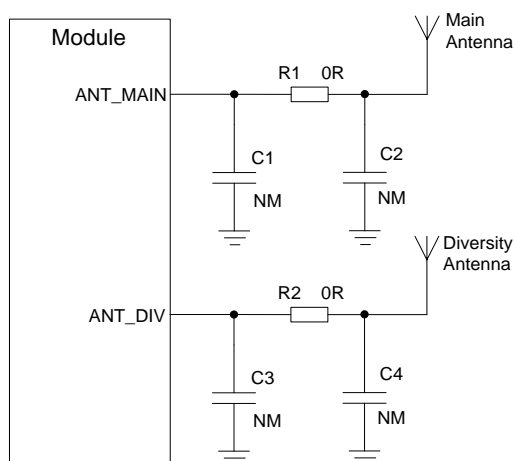 Module
Main
Antenna
R1 0R
ANT_MAIN
C1
C2
NM
NM
Diversity
Antenna
R2 0R
ANT_DIV
C3
C4
NM
NM